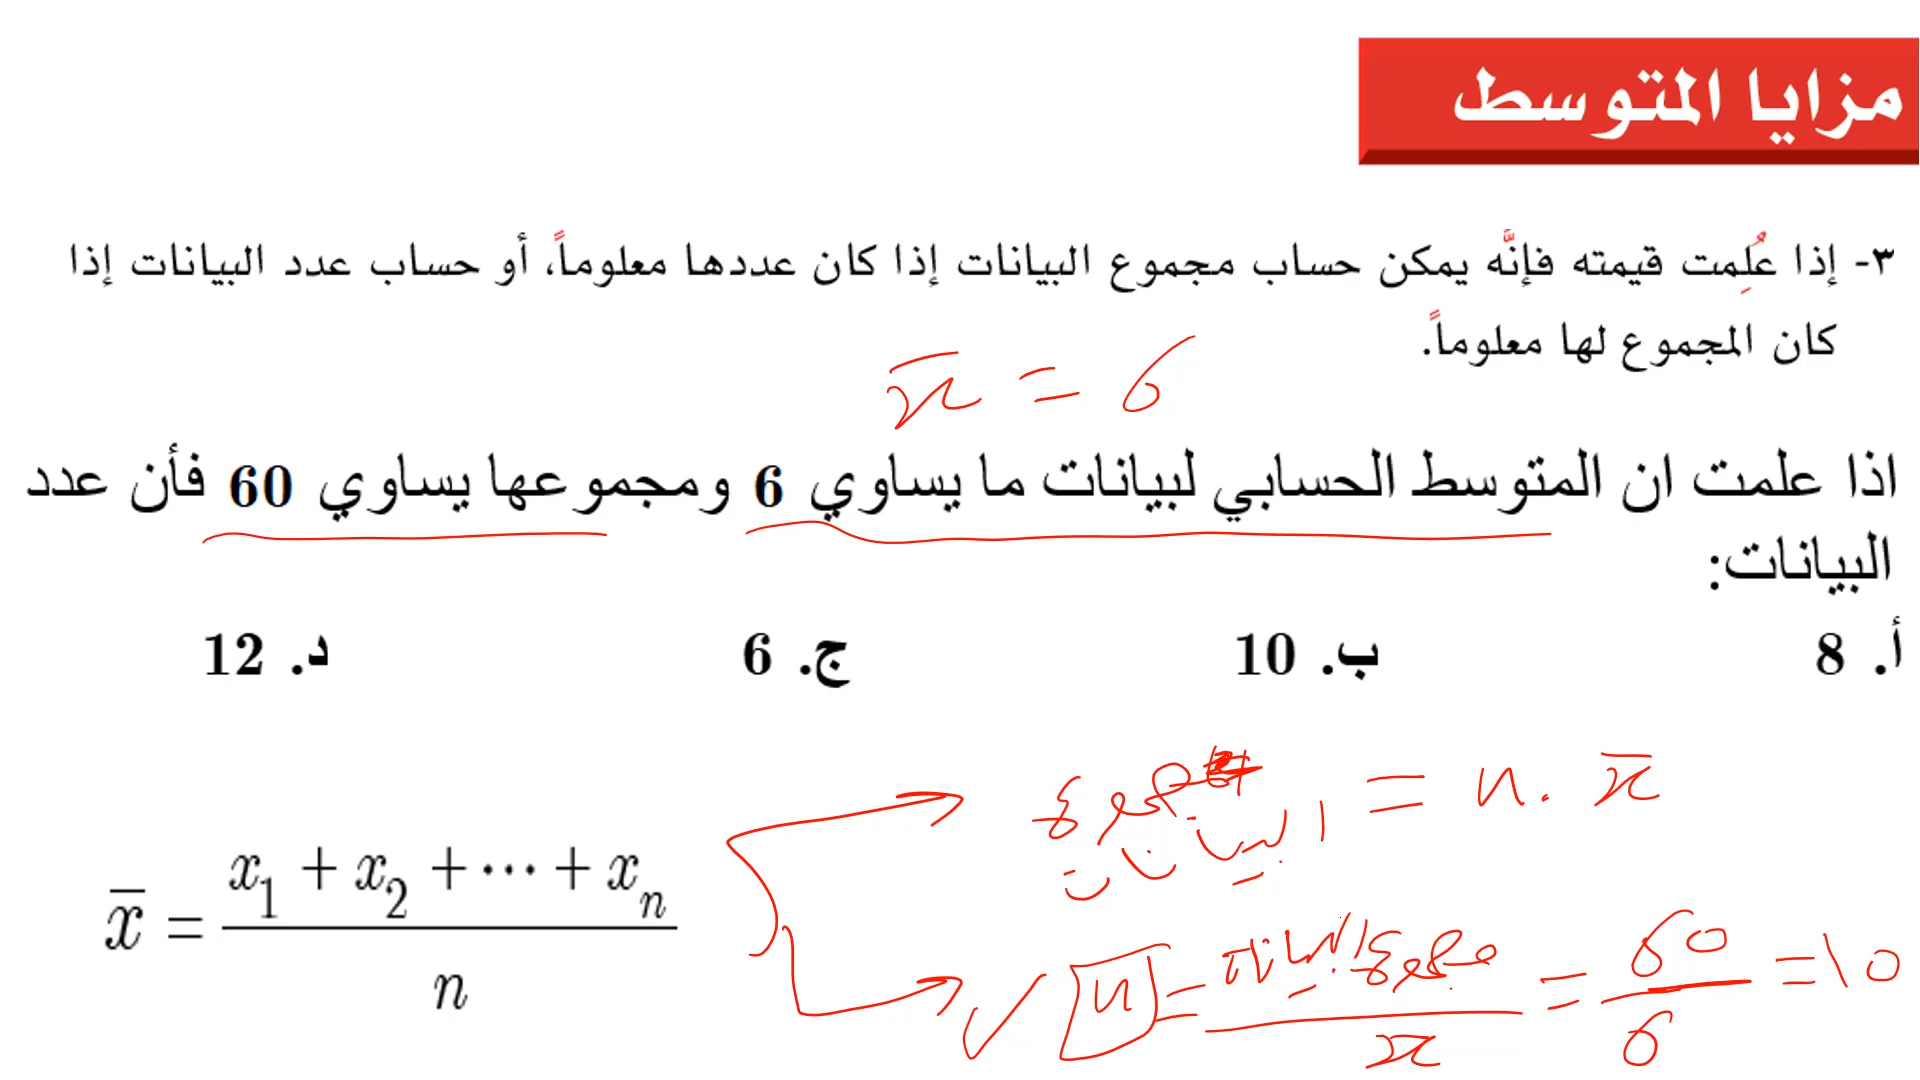 مزايا المتوسط
٣- إذا عُلِمت قيمته فإنَّه يمكن حساب مجموع البيانات إذا كان عددها معلوماً، أو حساب عدد البيانات إذا
كان المجموع لها معلوماً.
x̄ = 6
اذا علمت ان المتوسط الحسابي لبيانات ما يساوي 6 ومجموعها يساوي 60 فأن عدد
البيانات:
أ. 8 ب. 10 ج. 6 د. 12
مجموع البيانات = n . x̄
x̄ = (x₁ + x₂ + ⋯ + xₙ) / n
n = مجموع البيانات / x̄ = 60 / 6 = 10